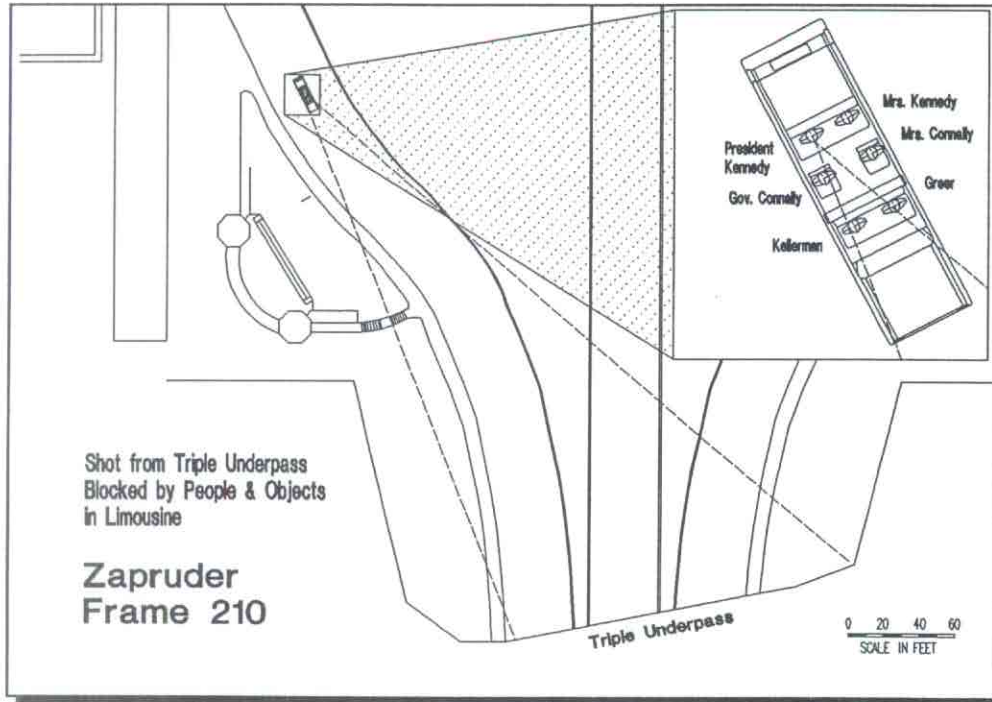 Mrs. Kennedy
Mrs. Connally
President
Kennedy
Greer
Gov. Connally
Kellerman
Shot from Triple Underpass
Blocked by People & Objects
in Limousine
Zapruder
Frame 210
Triple Underpass
0 20 40 60
SCALE IN FEET